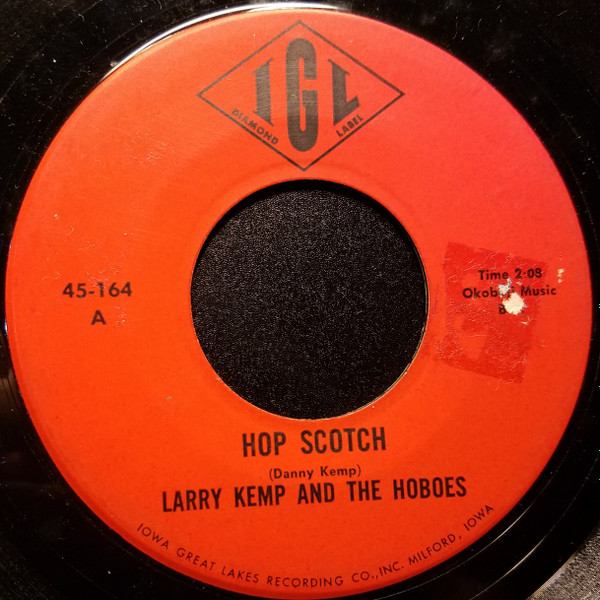 IGL
DIAMOND LABEL
45-164
A
Time 2:08
Music
HOP SCOTCH
(Danny Kemp)
LARRY KEMP AND THE HOBOES
IOWA GREAT LAKES RECORDING CO., INC. MILFORD, IOWA